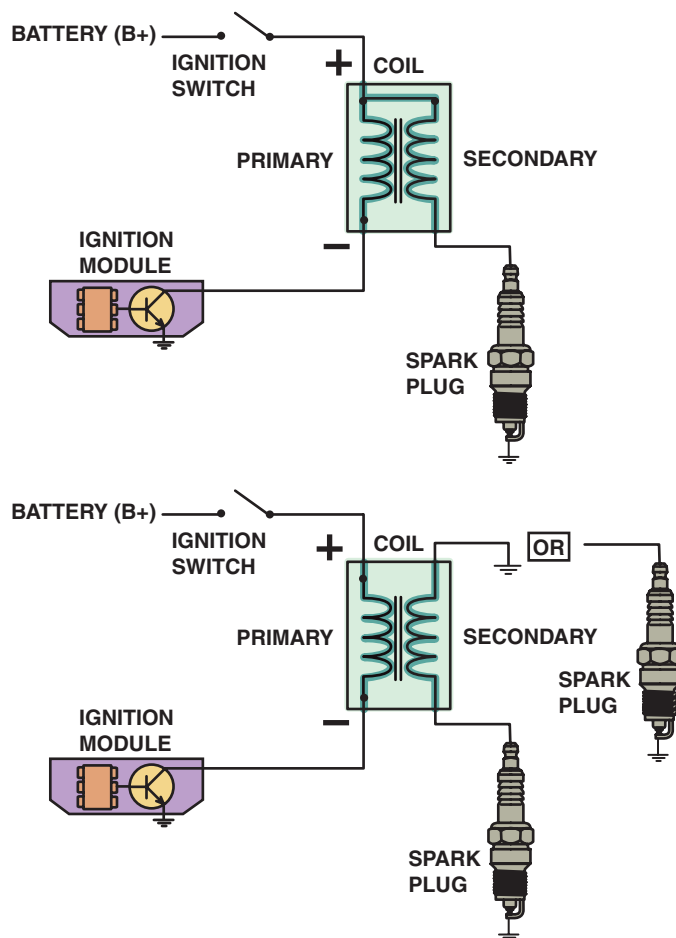 BATTERY (B+)
IGNITION
SWITCH
+
COIL
PRIMARY
SECONDARY
–
IGNITION
MODULE
SPARK
PLUG
BATTERY (B+)
IGNITION
SWITCH
+
COIL
OR
PRIMARY
SECONDARY
SPARK
PLUG
–
IGNITION
MODULE
SPARK
PLUG